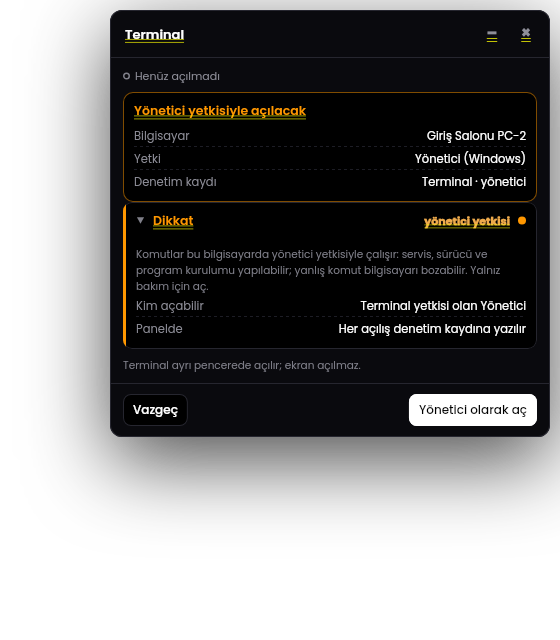 Terminal
Henüz açılmadı
Yönetici yetkisiyle açılacak
Bilgisayar Giriş Salonu PC-2
Yetki Yönetici (Windows)
Denetim kaydı Terminal · yönetici
Dikkat yönetici yetkisi
Komutlar bu bilgisayarda yönetici yetkisiyle çalışır: servis, sürücü ve
program kurulumu yapılabilir; yanlış komut bilgisayarı bozabilir. Yalnız
bakım için aç.
Kim açabilir Terminal yetkisi olan Yönetici
Panelde Her açılış denetim kaydına yazılır
Terminal ayrı pencerede açılır; ekran açılmaz.
Vazgeç Yönetici olarak aç